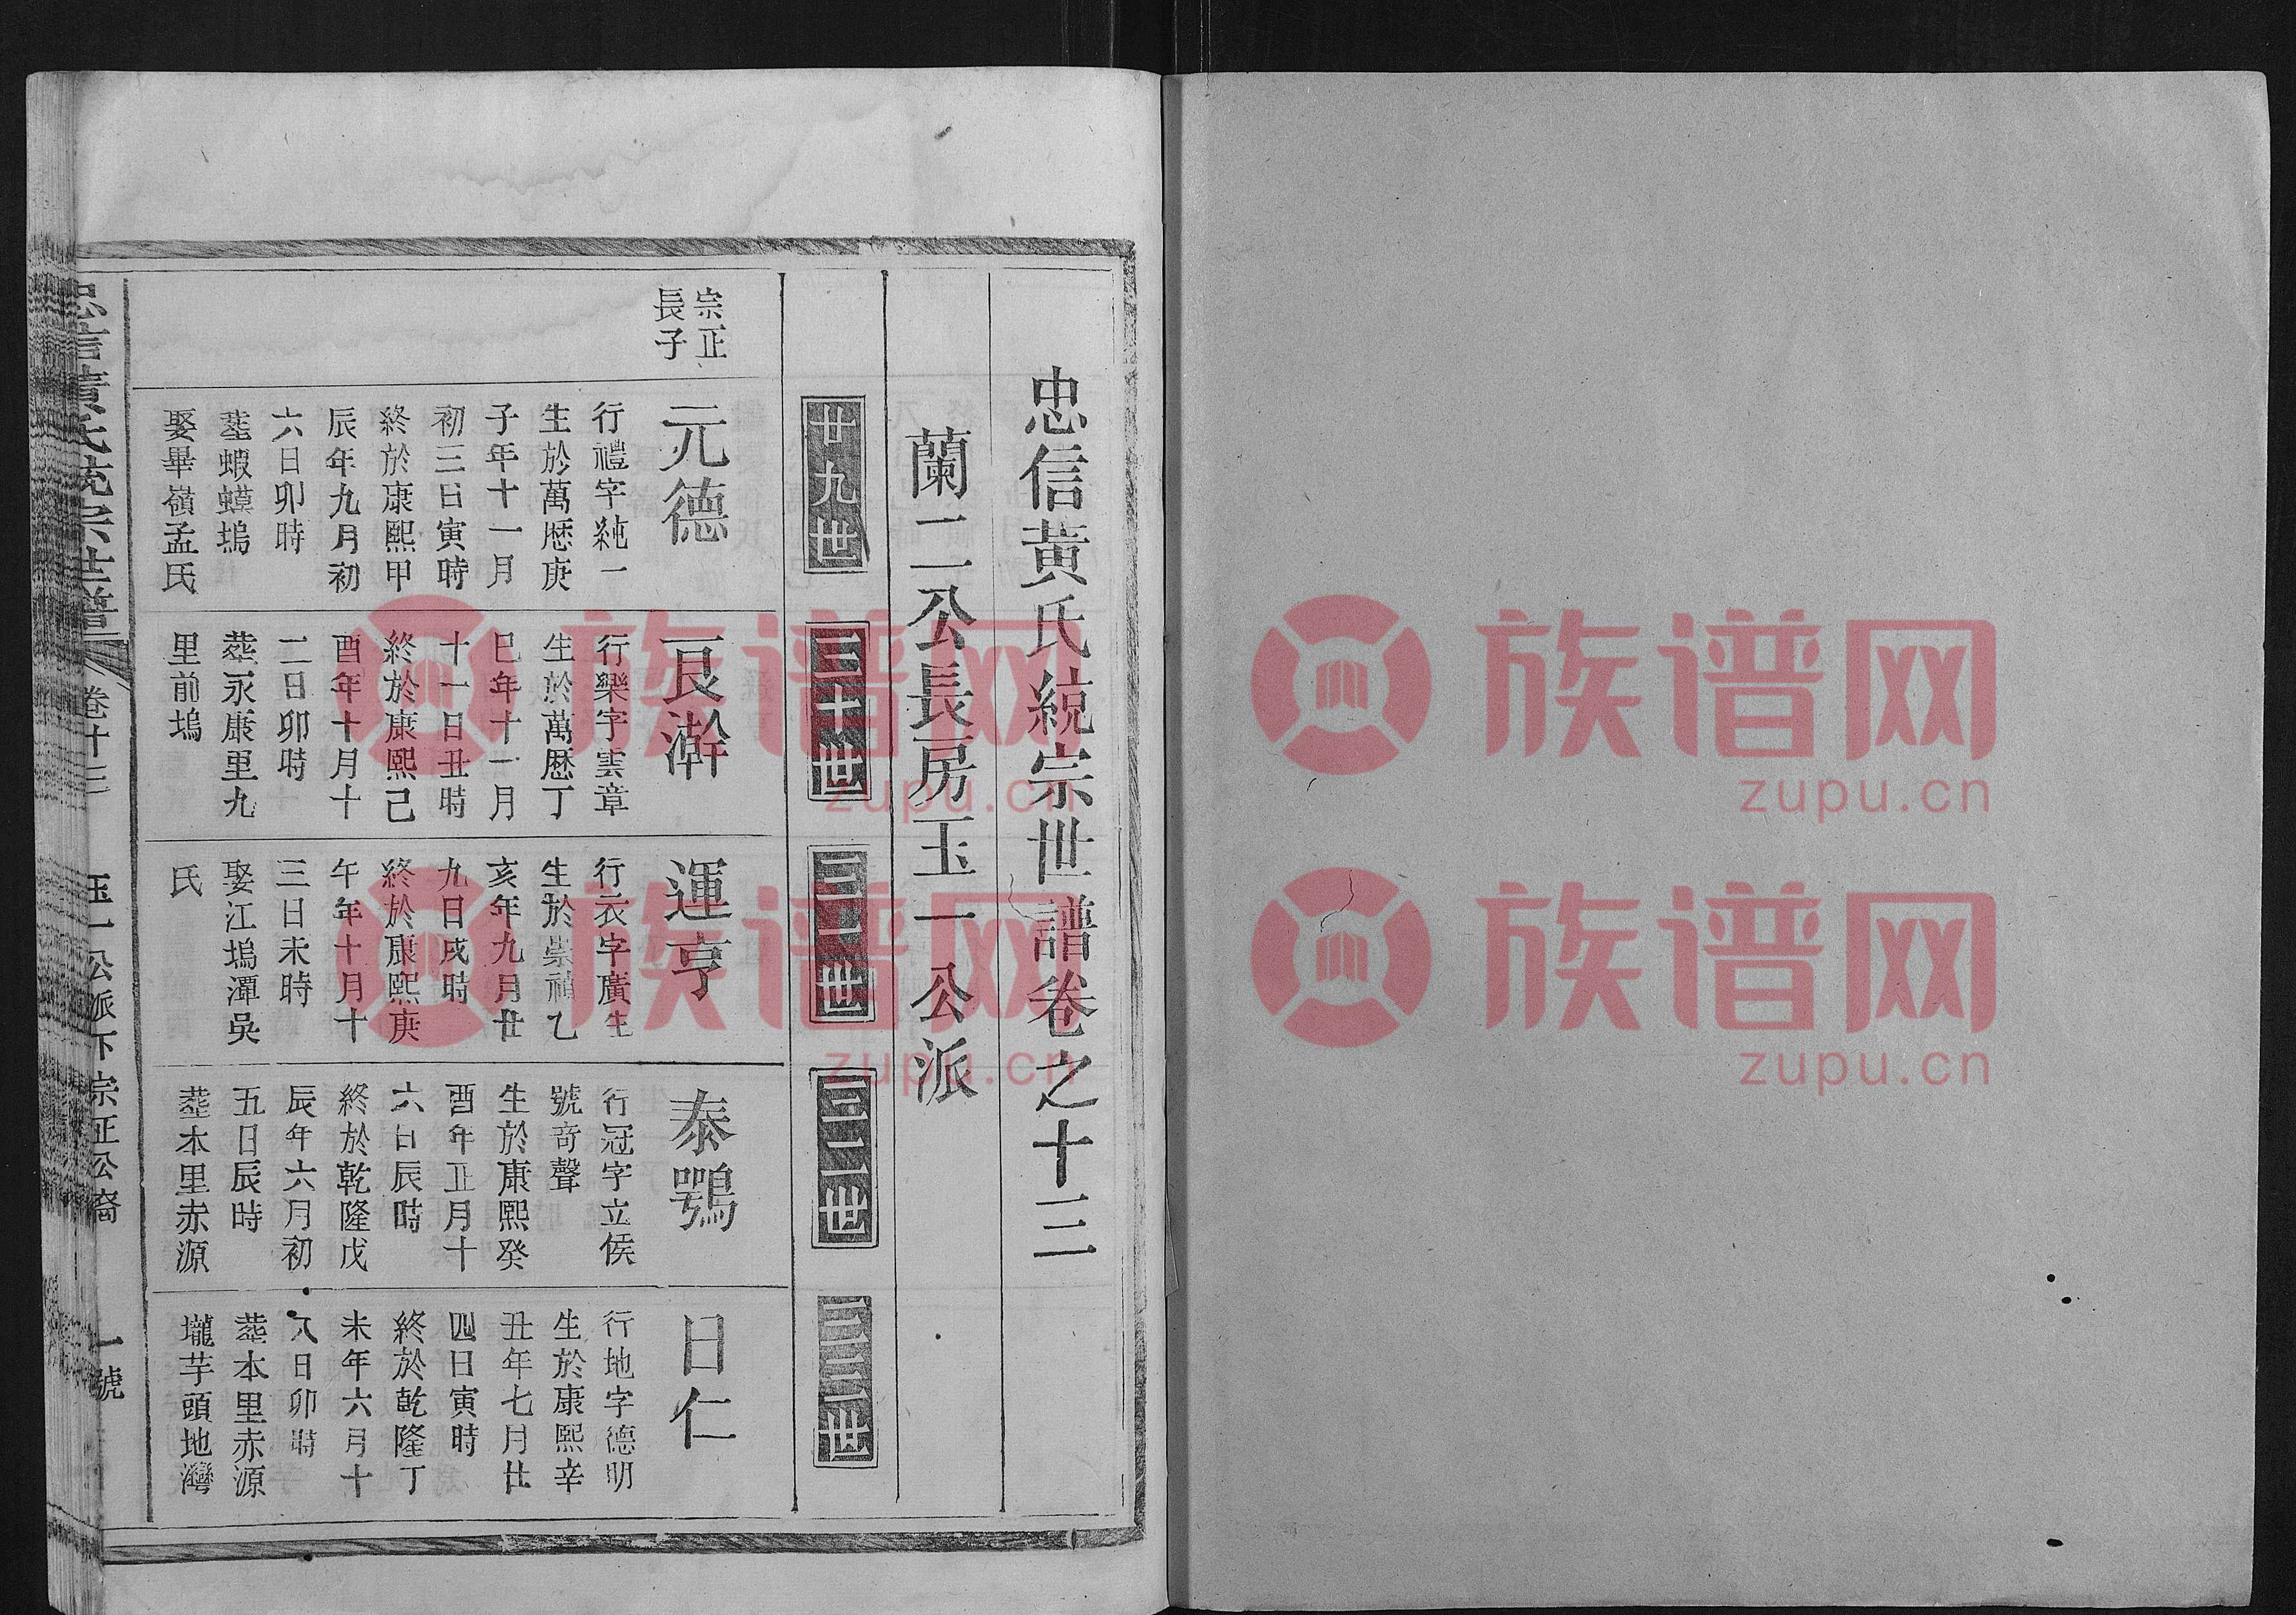 忠信黃氏統宗世譜卷之十三
蘭二公長房玉一公派
廿九世
三十世
三一世
三二世
三三世
宗正
長子
元德
行禮字純一
生於萬厯庚
子年十一月
初三日寅時
終於康熙甲
辰年九月初
六日卯時
塟蝦蟆塢
娶畢嶺孟氏
良澣
行樂字雲章
生於萬厯丁
巳年十一月
十一日丑時
終於康熙己
酉年十月十
二日卯時
塟永康里九
里前塢
運亨
行衣字廣生
生於崇禎乙
亥年九月廿
九日戌時
終於康熙庚
午年十月十
三日未時
娶江塢潭吳
氏
泰鶚
行冠字立侯
號奇聲
生於康熙癸
酉年正月十
六日辰時
終於乾隆戊
辰年六月初
五日辰時
塟本里赤源
日仁
行地字德明
生於康熙辛
丑年七月廿
四日寅時
終於乾隆丁
未年六月十
八日卯時
塟本里赤源
壠芋頭地灣
忠信黃氏統宗世譜
卷十三
玉一公派下宗正公裔
一號
族谱网
zupu.cn
族谱网
zupu.cn
族谱网
zupu.cn
族谱网
zupu.cn